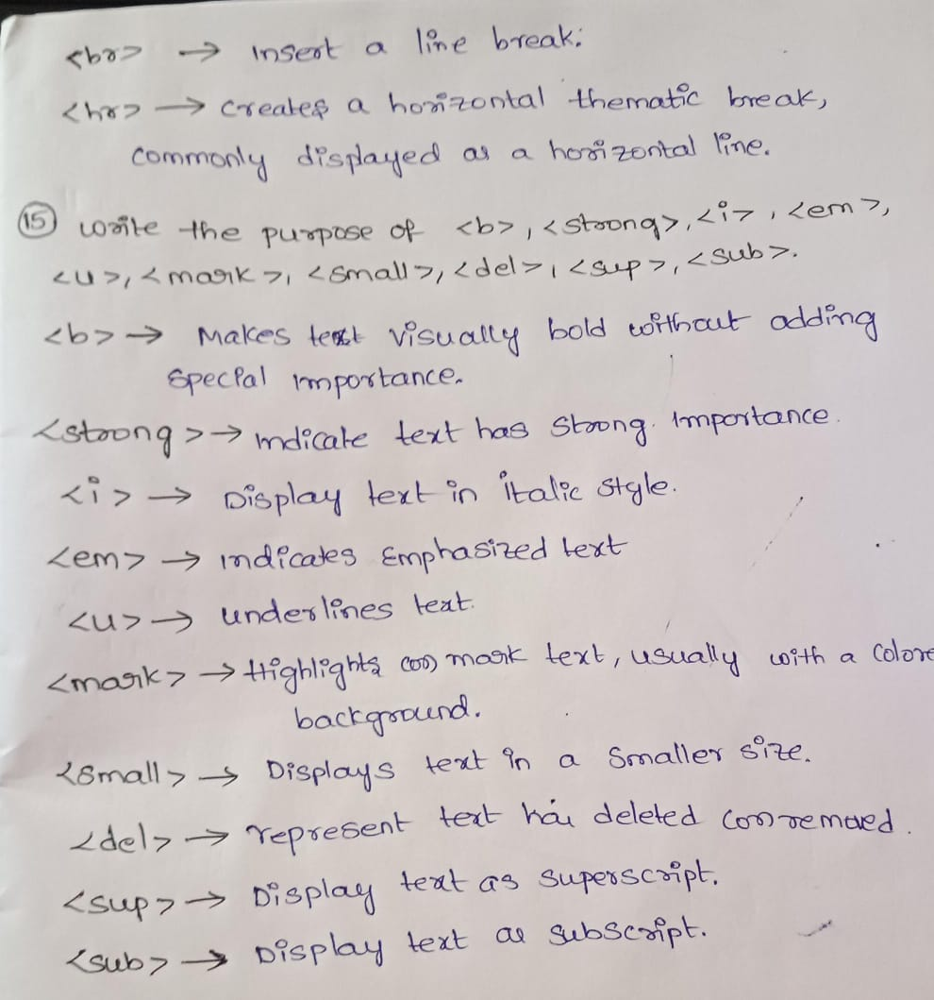 <br> → Insert a line break.
<hr> → creates a horizontal thematic break,
commonly displayed as a horizontal line.
(15) write the purpose of <b>, <strong>, <i>, <em>,
<u>, <mark>, <small>, <del>, <sup>, <sub>.
<b> → Makes text visually bold without adding
special importance.
<strong> → indicate text has strong importance.
<i> → Display text in italic style.
<em> → indicates Emphasized text
<u> → underlines text.
<mark> → Highlights (or) mark text, usually with a colore
background.
<small> → Displays text in a smaller size.
<del> → represent text has deleted (or) removed.
<sup> → Display text as superscript.
<sub> → Display text as subscript.